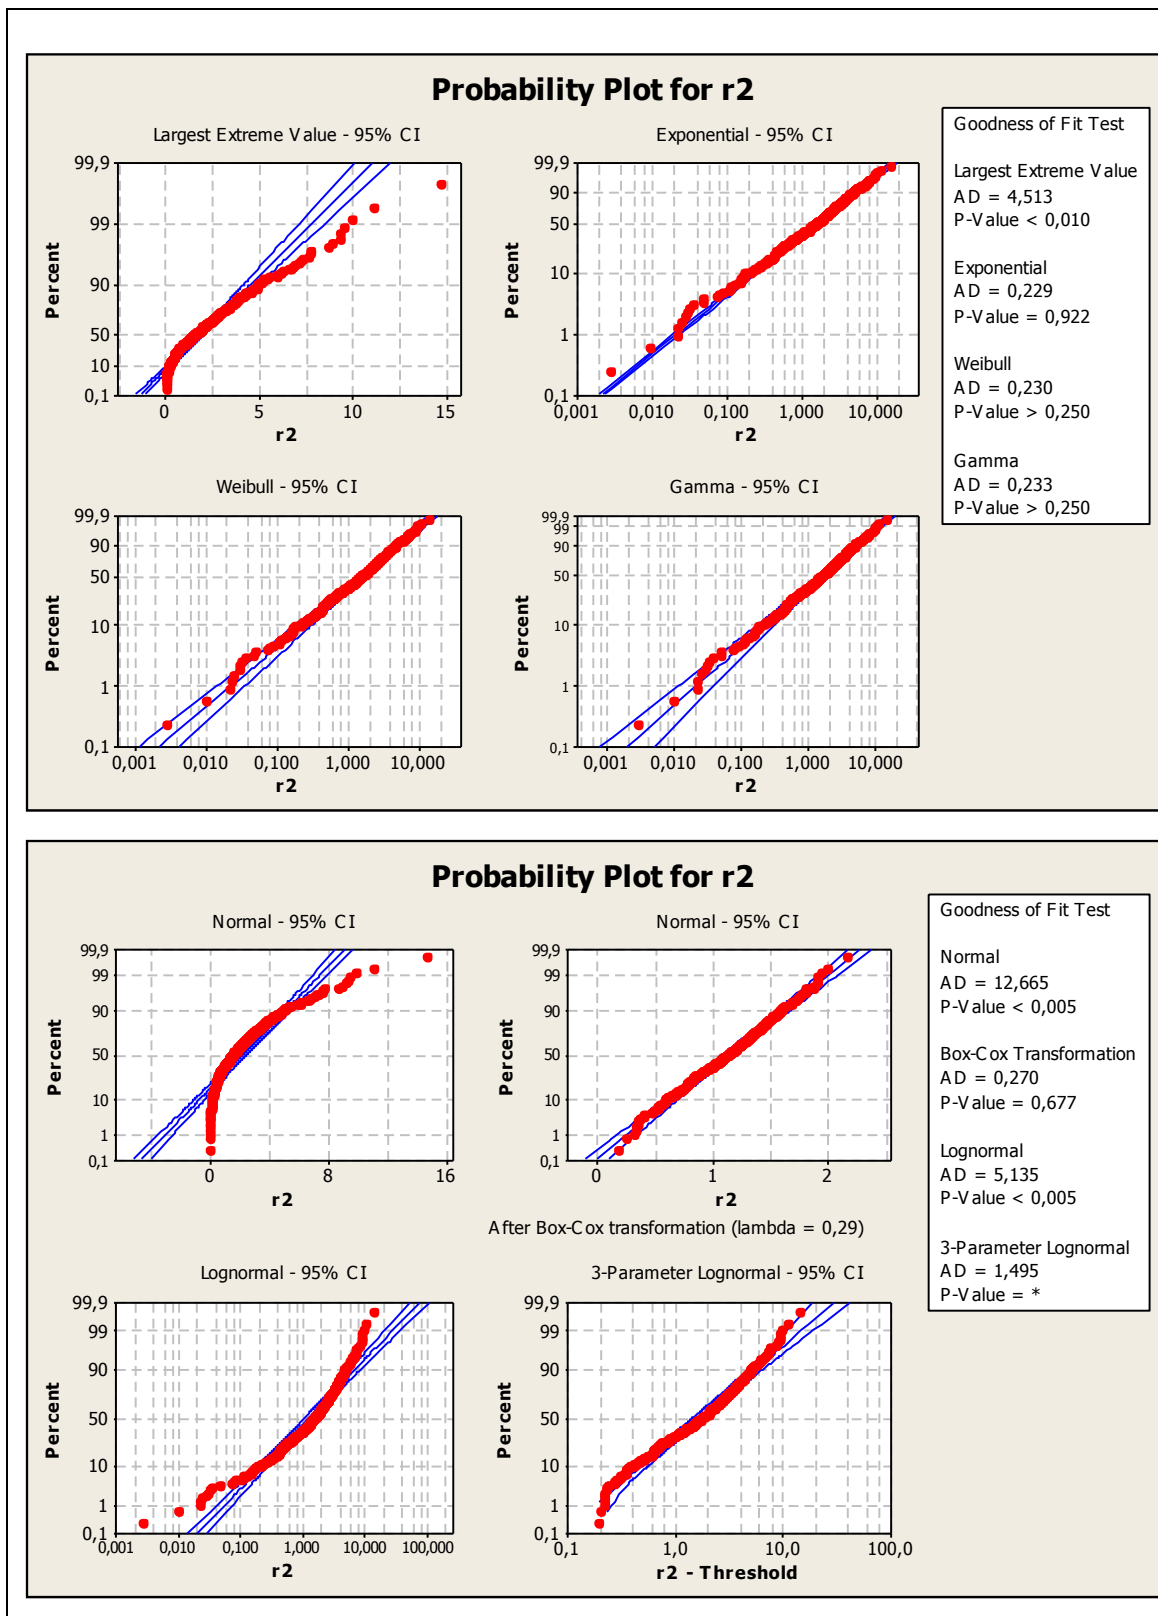 Probability Plot for r2
Largest Extreme Value - 95% CI
99,9
99
90
50
10
0,1
Percent
0 5 10 15
r2
Exponential - 95% CI
99,9
90
50
10
1
0,1
Percent
0,001 0,010 0,100 1,000 10,000
r2
Weibull - 95% CI
99,9
90
50
10
1
0,1
Percent
0,001 0,010 0,100 1,000 10,000
r2
Gamma - 95% CI
99,9
99
90
50
10
1
0,1
Percent
0,001 0,010 0,100 1,000 10,000
r2
Goodness of Fit Test
Largest Extreme Value
AD = 4,513
P-Value < 0,010
Exponential
AD = 0,229
P-Value = 0,922
Weibull
AD = 0,230
P-Value > 0,250
Gamma
AD = 0,233
P-Value > 0,250
Probability Plot for r2
Normal - 95% CI
99,9
99
90
50
10
1
0,1
Percent
0 8 16
r2
Normal - 95% CI
99,9
99
90
50
10
1
0,1
Percent
0 1 2
r2
After Box-Cox transformation (lambda = 0,29)
Lognormal - 95% CI
99,9
99
90
50
10
1
0,1
Percent
0,001 0,010 0,100 1,000 10,000 100,000
r2
3-Parameter Lognormal - 95% CI
99,9
99
90
50
10
1
0,1
Percent
0,1 1,0 10,0 100,0
r2 - Threshold
Goodness of Fit Test
Normal
AD = 12,665
P-Value < 0,005
Box-Cox Transformation
AD = 0,270
P-Value = 0,677
Lognormal
AD = 5,135
P-Value < 0,005
3-Parameter Lognormal
AD = 1,495
P-Value = *